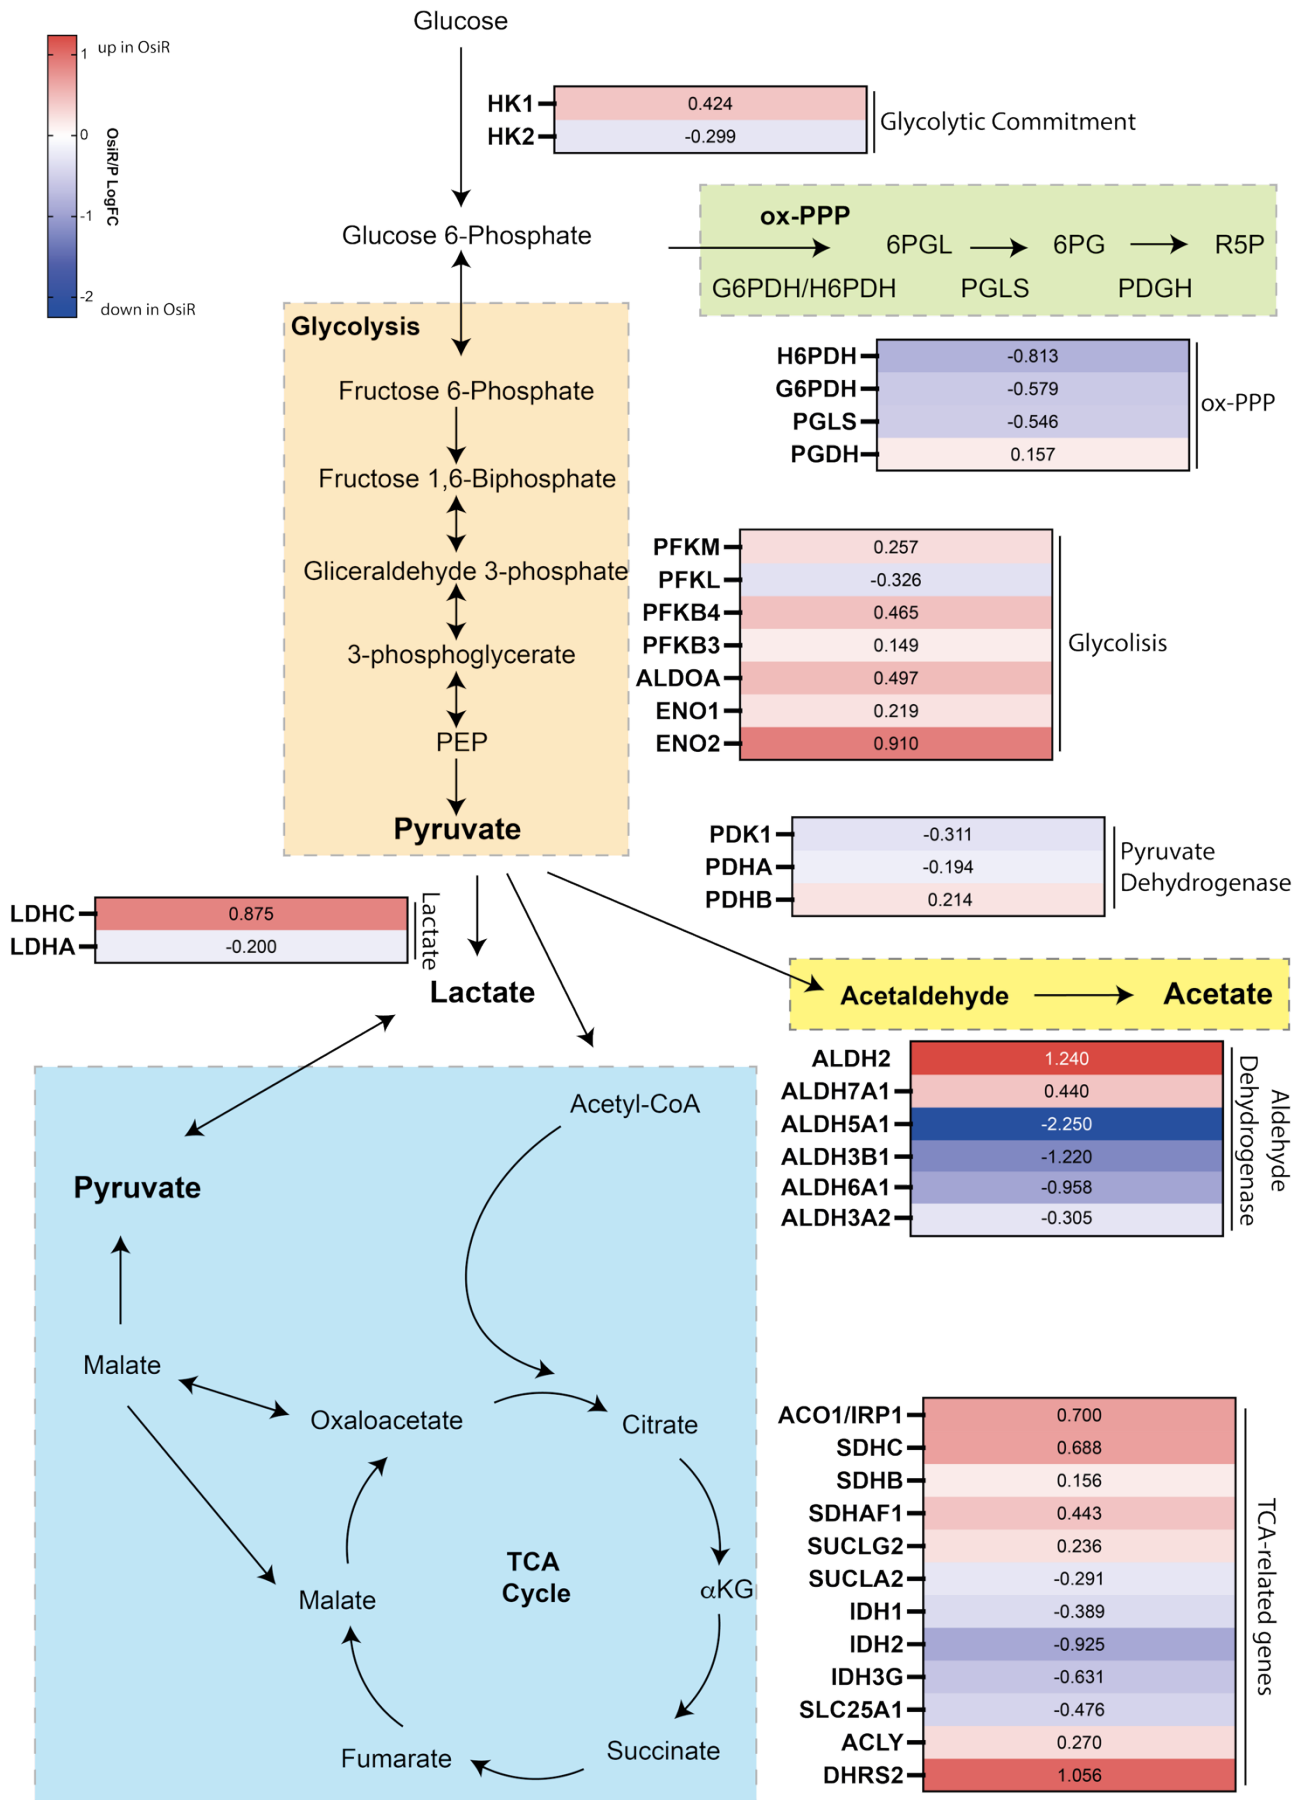 Glucose
1
up in OsiR
0
-1
-2
OsiR/P LogFC
down in OsiR
HK1 0.424
HK2 -0.299
Glycolytic Commitment
Glucose 6-Phosphate
ox-PPP
6PGL 6PG R5P
G6PDH/H6PDH PGLS PDGH
Glycolysis
H6PDH -0.813
G6PDH -0.579
PGLS -0.546
PGDH 0.157
ox-PPP
Fructose 6-Phosphate
Fructose 1,6-Biphosphate
Gliceraldehyde 3-phosphate
3-phosphoglycerate
PEP
Pyruvate
PFKM 0.257
PFKL -0.326
PFKB4 0.465
PFKB3 0.149
ALDOA 0.497
ENO1 0.219
ENO2 0.910
Glycolisis
PDK1 -0.311
PDHA -0.194
PDHB 0.214
Pyruvate
Dehydrogenase
LDHC 0.875
LDHA -0.200
Lactate
Lactate
Acetaldehyde Acetate
ALDH2 1.240
ALDH7A1 0.440
ALDH5A1 -2.250
ALDH3B1 -1.220
ALDH6A1 -0.958
ALDH3A2 -0.305
Aldehyde
Dehydrogenase
Acetyl-CoA
Pyruvate
Malate
Oxaloacetate
Citrate
TCA
Cycle
αKG
Malate
Fumarate
Succinate
ACO1/IRP1 0.700
SDHC 0.688
SDHB 0.156
SDHAF1 0.443
SUCLG2 0.236
SUCLA2 -0.291
IDH1 -0.389
IDH2 -0.925
IDH3G -0.631
SLC25A1 -0.476
ACLY 0.270
DHRS2 1.056
TCA-related genes